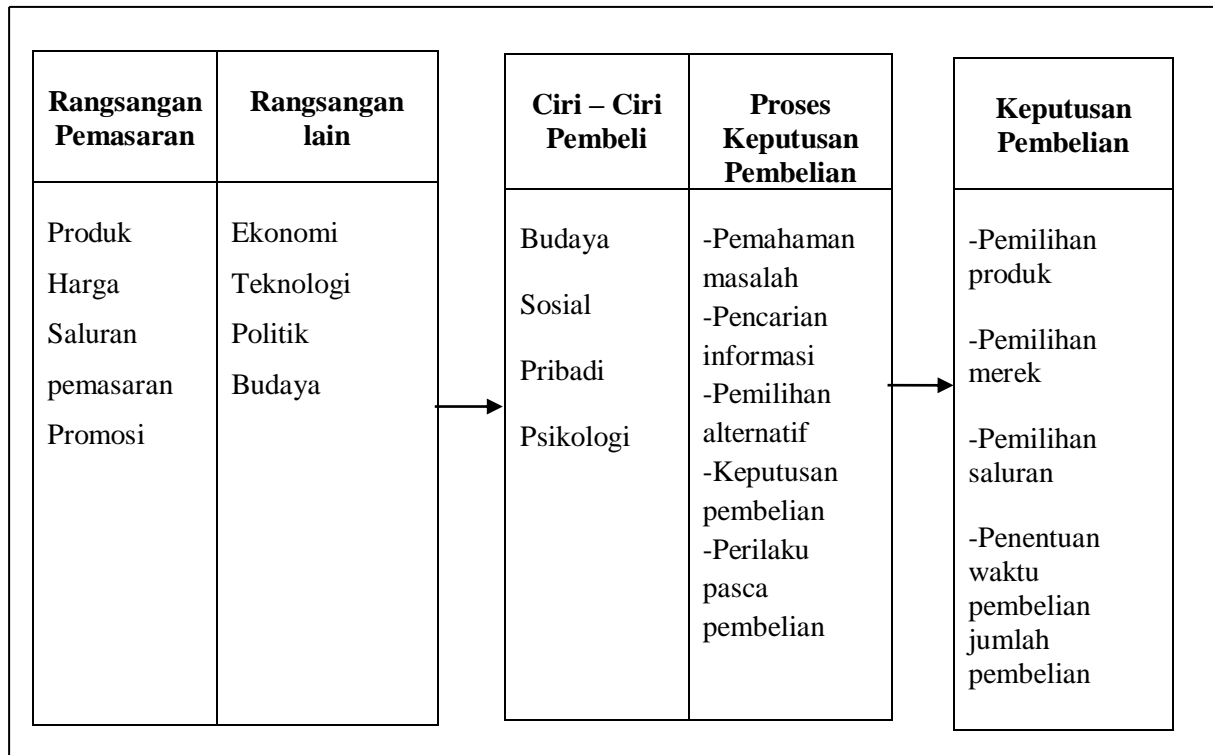 Rangsangan
Pemasaran
Produk
Harga
Saluran
pemasaran
Promosi
Rangsangan
lain
Ekonomi
Teknologi
Politik
Budaya
Ciri – Ciri
Pembeli
Budaya
Sosial
Pribadi
Psikologi
Proses
Keputusan
Pembelian
-Pemahaman
masalah
-Pencarian
informasi
-Pemilihan
alternatif
-Keputusan
pembelian
-Perilaku
pasca
pembelian
Keputusan
Pembelian
-Pemilihan
produk
-Pemilihan
merek
-Pemilihan
saluran
-Penentuan
waktu
pembelian
jumlah
pembelian